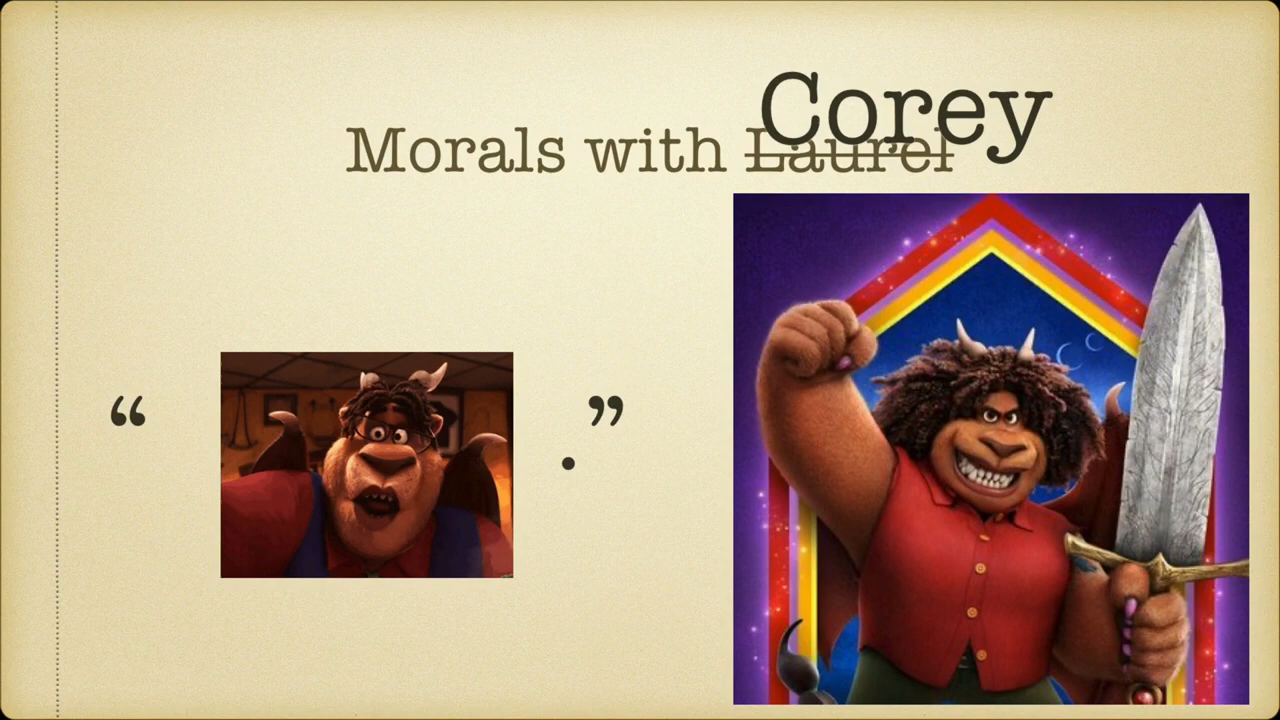 Corey
Morals with Laurel
“ . ”